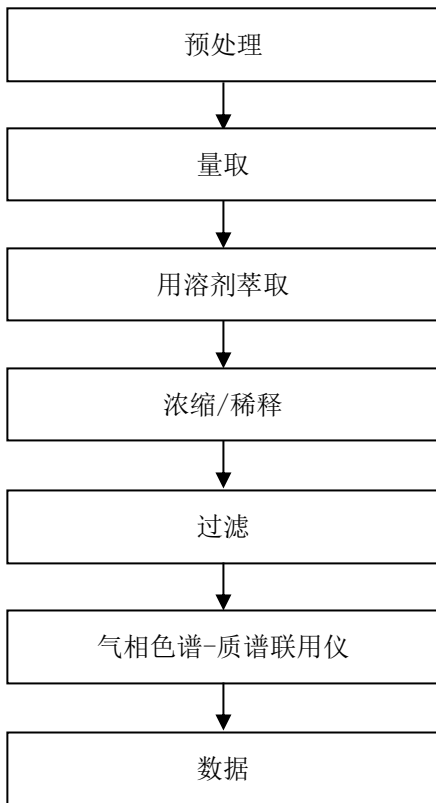 预处理
量取
用溶剂萃取
浓缩/稀释
过滤
气相色谱-质谱联用仪
数据